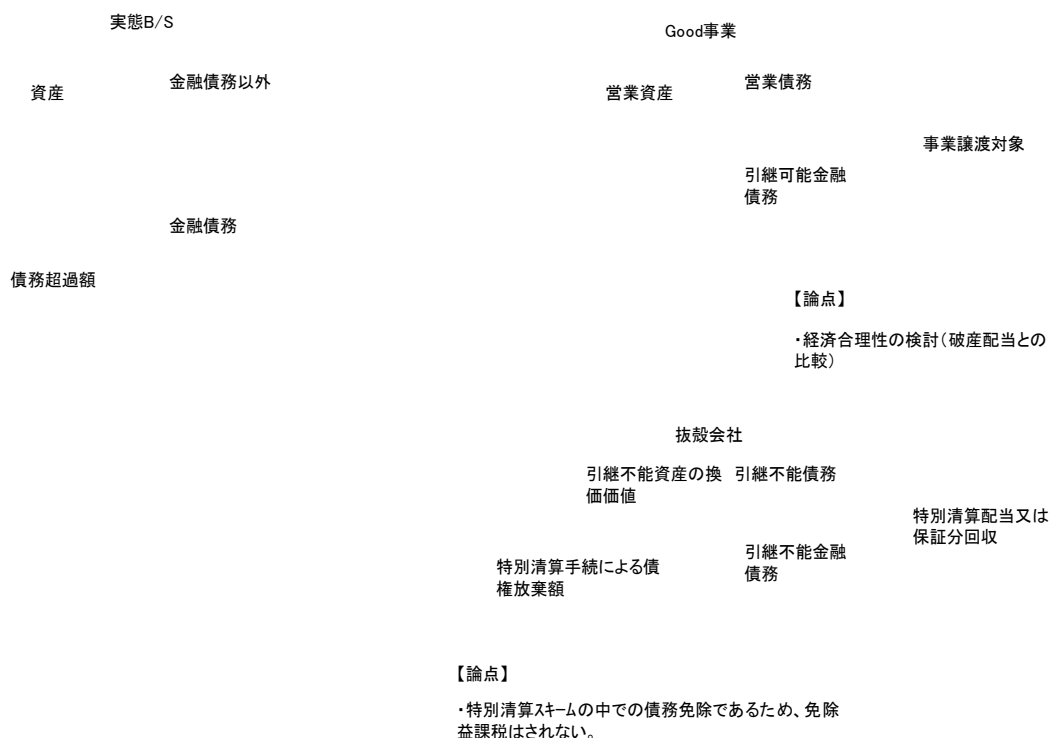 実態B/S
資産
金融債務以外
金融債務
債務超過額
Good事業
営業資産
営業債務
事業譲渡対象
引継可能金融
債務
【論点】
・経済合理性の検討（破産配当との
比較）
抜殻会社
引継不能資産の換
価価値
引継不能債務
特別清算配当又は
保証分回収
引継不能金融
債務
特別清算手続による債
権放棄額
【論点】
・特別清算ｽｷｰﾑの中での債務免除であるため、免除
益課税はされない。